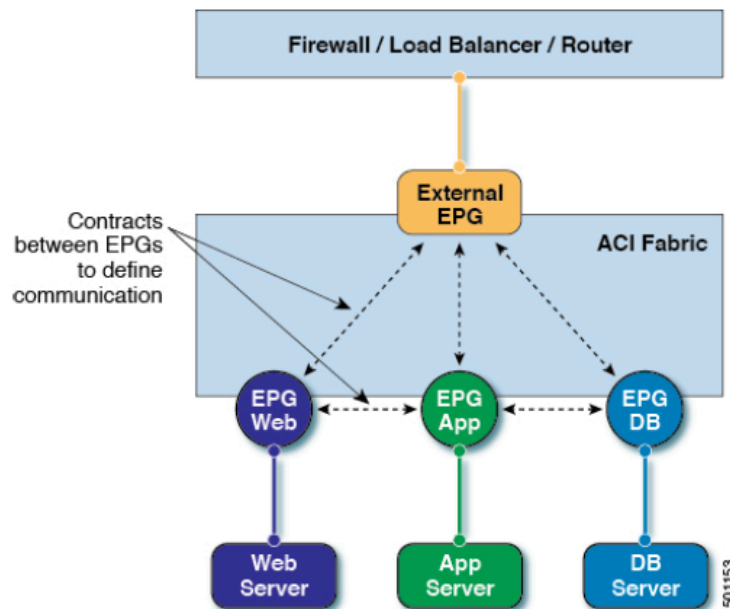 Firewall / Load Balancer / Router
External
EPG
Contracts
between EPGs
to define
communication
ACI Fabric
EPG
Web
EPG
App
EPG
DB
Web
Server
App
Server
DB
Server
501153